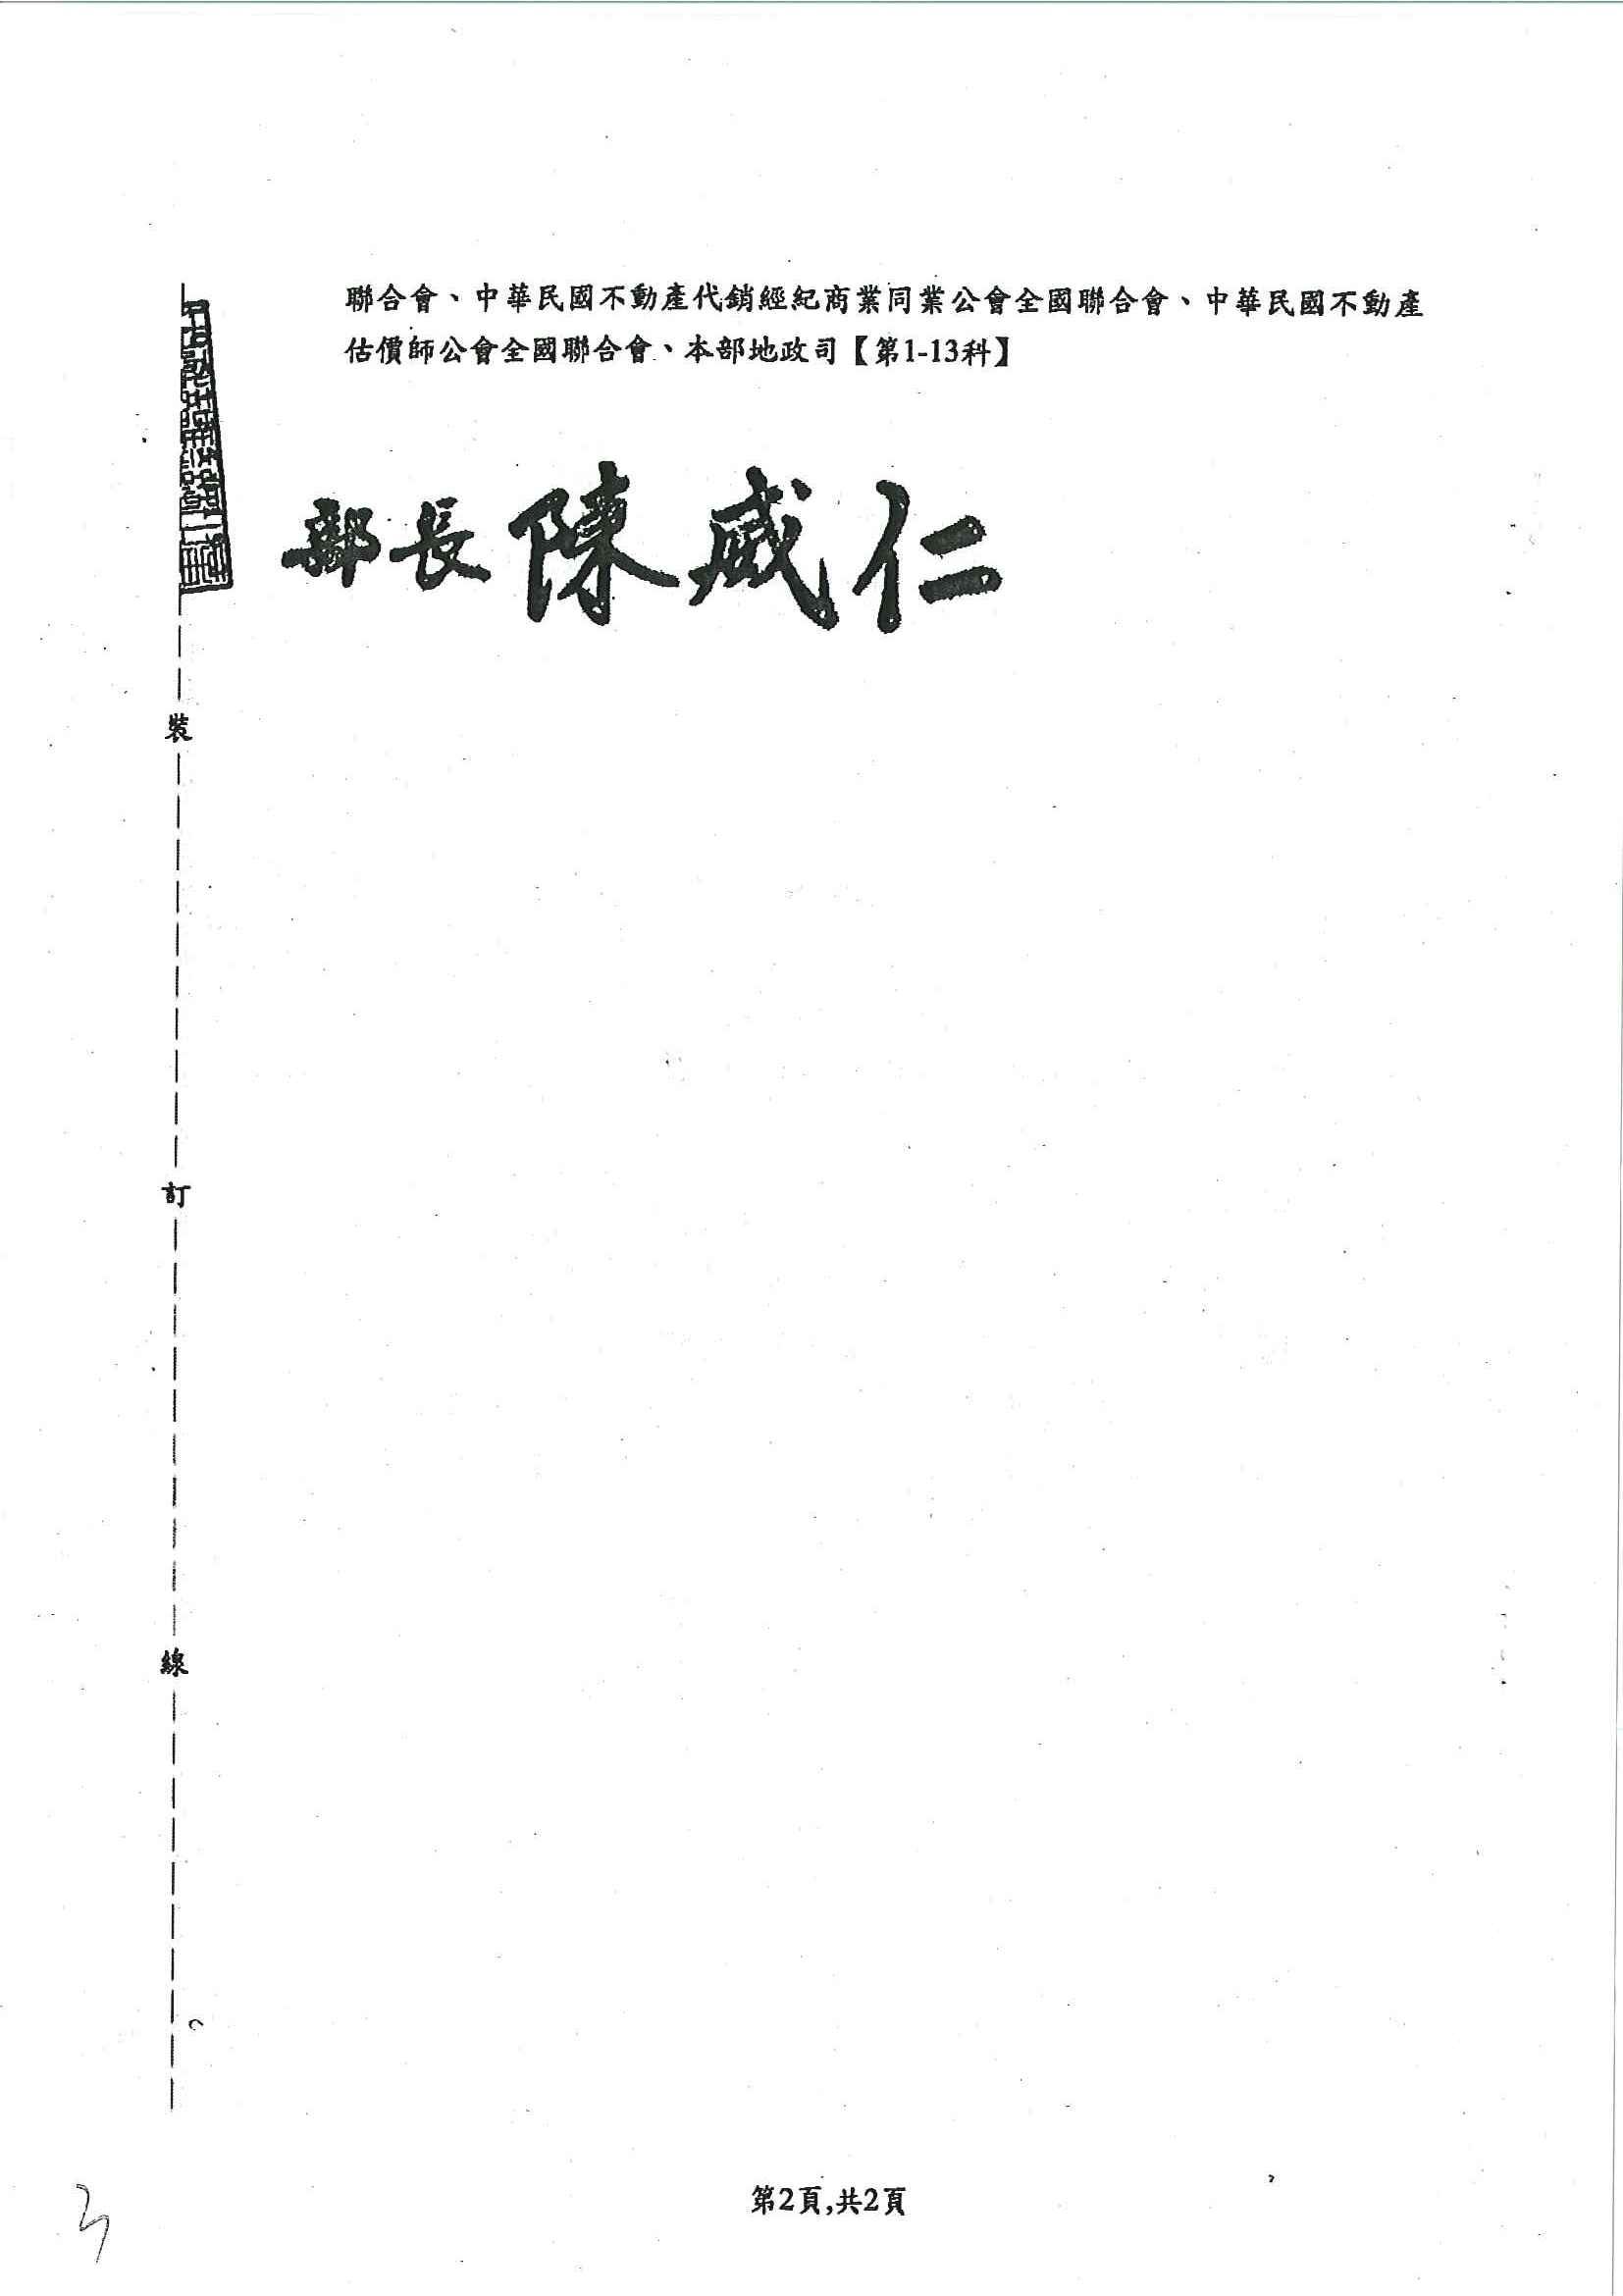 聯合會、中華民國不動產代銷經紀商業同業公會全國聯合會、中華民國不動產
估價師公會全國聯合會、本部地政司【第1-13科】
部長陳威仁
裝
訂
線
第2頁,共2頁